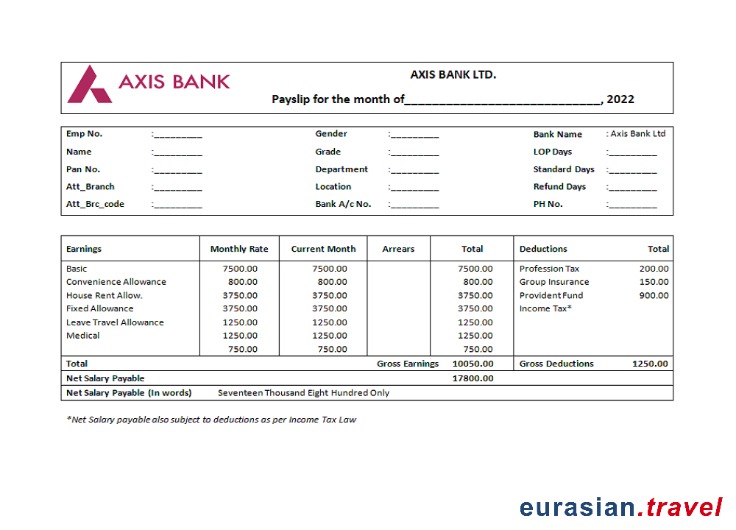 AXIS BANK
AXIS BANK LTD.
Payslip for the month of____________________________, 2022
Emp No. :_________ Gender :_________ Bank Name : Axis Bank Ltd
Name :_________ Grade :_________ LOP Days :_________
Pan No. :_________ Department :_________ Standard Days :_________
Att_Branch :_________ Location :_________ Refund Days :_________
Att_Brc_code :_________ Bank A/c No. :_________ PH No. :_________
Earnings Monthly Rate Current Month Arrears Total Deductions Total
Basic 7500.00 7500.00 7500.00 Profession Tax 200.00
Convenience Allowance 800.00 800.00 800.00 Group Insurance 150.00
House Rent Allow. 3750.00 3750.00 3750.00 Provident Fund 900.00
Fixed Allowance 3750.00 3750.00 3750.00 Income Tax*
Leave Travel Allowance 1250.00 1250.00 1250.00
Medical 1250.00 1250.00 1250.00
750.00 750.00 750.00
Total Gross Earnings 10050.00 Gross Deductions 1250.00
Net Salary Payable 17800.00
Net Salary Payable (In words) Seventeen Thousand Eight Hundred Only
*Net Salary payable also subject to deductions as per Income Tax Law
eurasian.travel